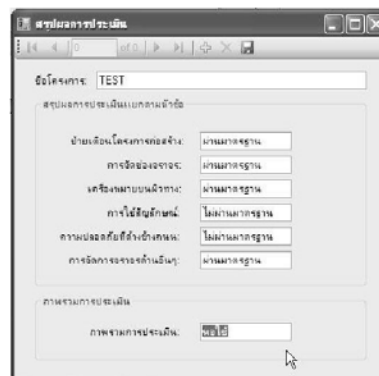 สรุปผลการประเมิน
0 of 0
ชื่อโครงการ: TEST
สรุปผลการประเมินแยกตามหัวข้อ
ป้ายเตือนโครงการก่อสร้าง: ผ่านมาตรฐาน
การจัดช่องจราจร: ผ่านมาตรฐาน
เครื่องหมายบนผิวทาง: ผ่านมาตรฐาน
การใช้สัญลักษณ์: ไม่ผ่านมาตรฐาน
ความปลอดภัยที่ว่างข้างถนน: ไม่ผ่านมาตรฐาน
การจัดการจราจรด้านอื่นๆ: ผ่านมาตรฐาน
ภาพรวมการประเมิน
ภาพรวมการประเมิน: พอใช้